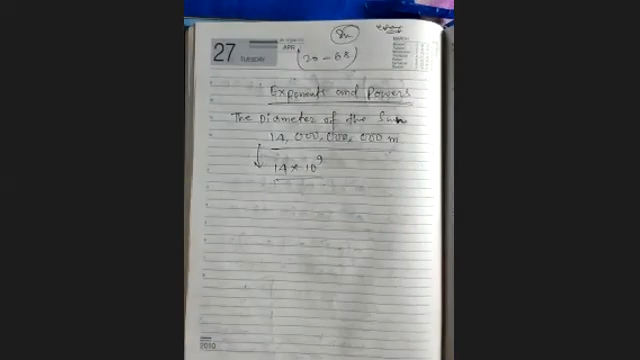 27
TUESDAY
APR
(20-68)
MARCH
Exponents and Powers
The Diameter of the Sun
14,000,000,000 m
14 × 10⁹
2010